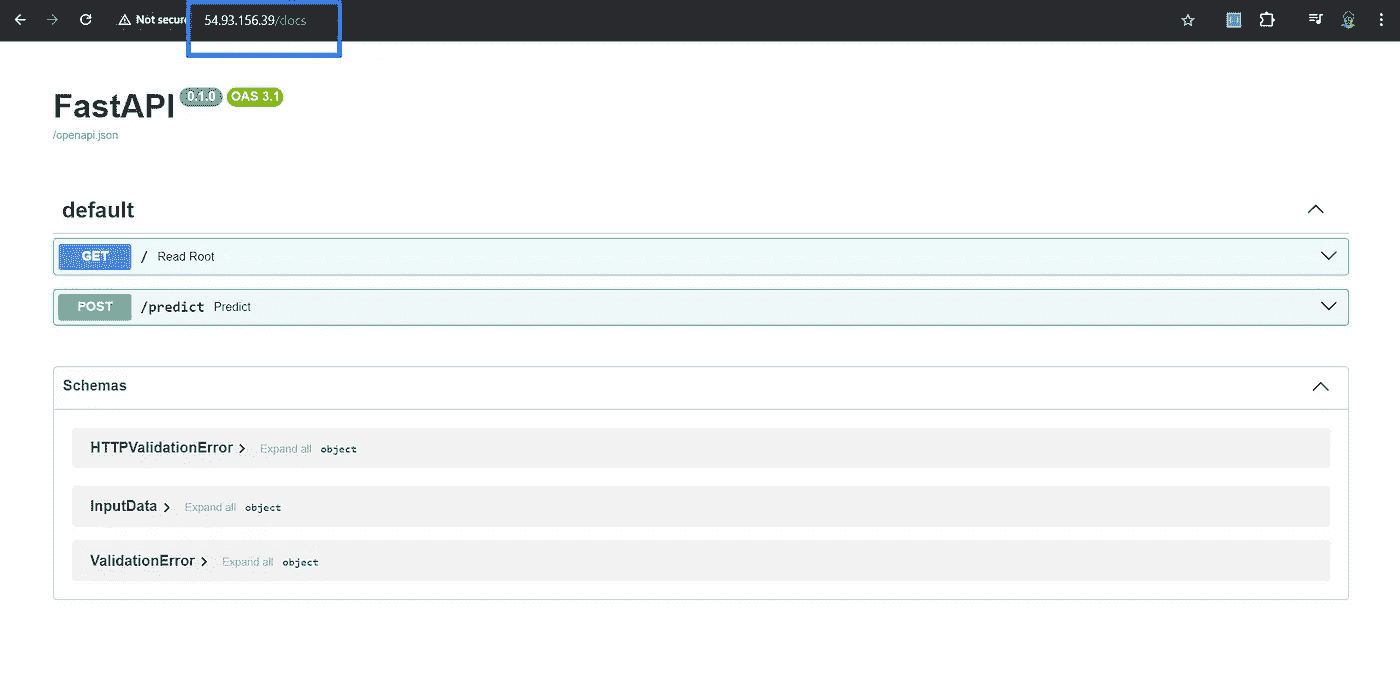 Not secure 54.93.156.39/docs
FastAPI 0.1.0 OAS 3.1
/openapi.json
default
GET / Read Root
POST /predict Predict
Schemas
HTTPValidationError Expand all object
InputData Expand all object
ValidationError Expand all object